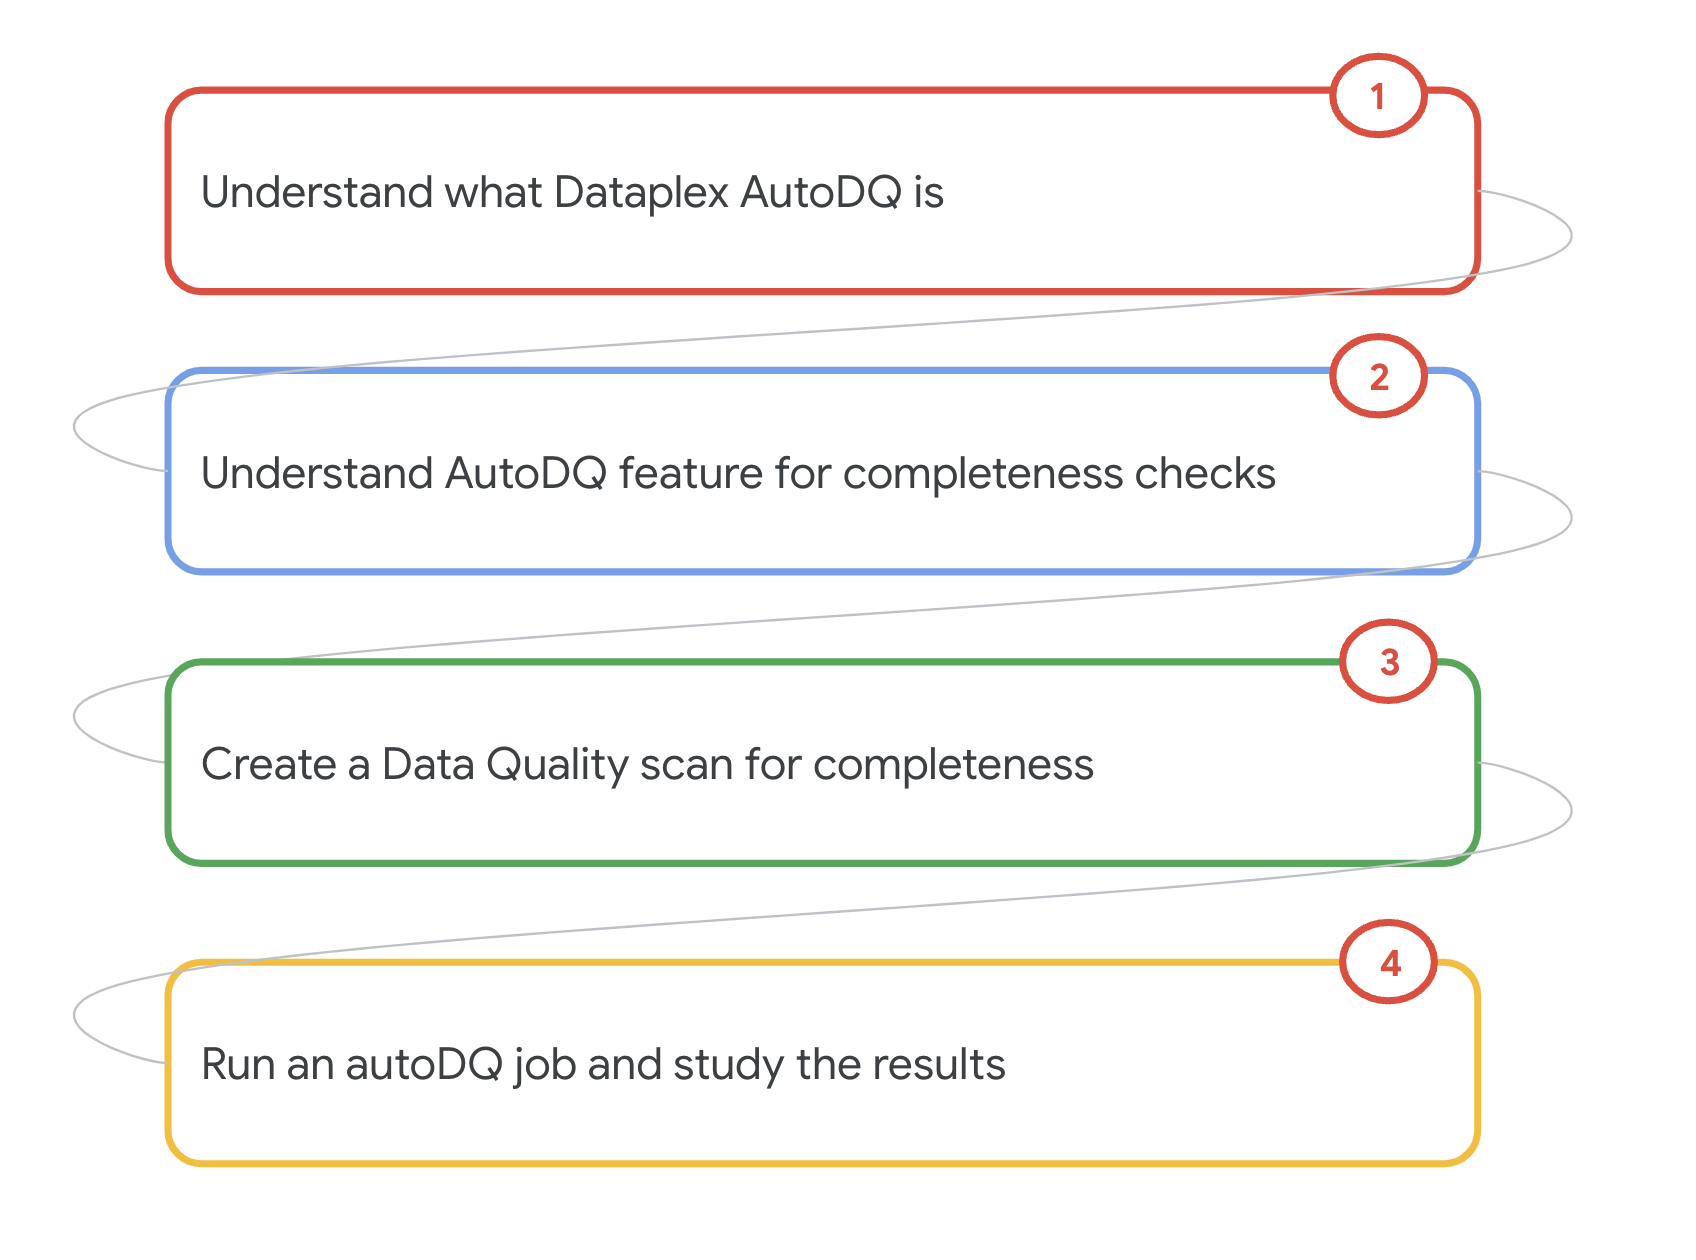 1
Understand what Dataplex AutoDQ is
2
Understand AutoDQ feature for completeness checks
3
Create a Data Quality scan for completeness
4
Run an autoDQ job and study the results